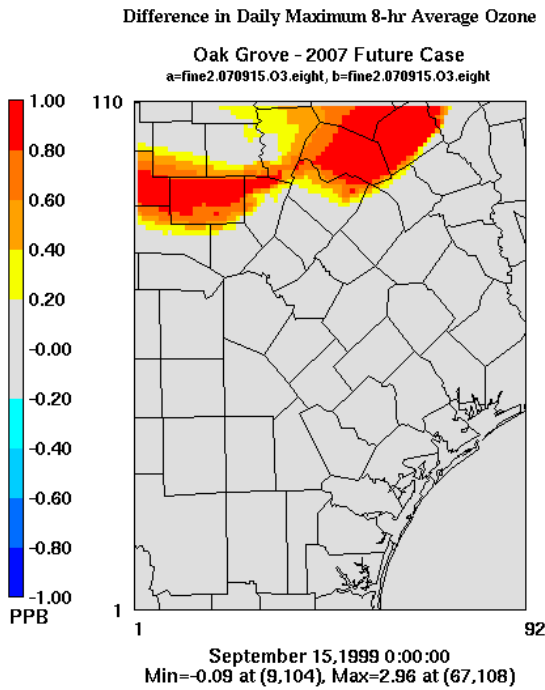 Difference in Daily Maximum 8-hr Average Ozone
Oak Grove - 2007 Future Case
a=fine2.070915.O3.eight, b=fine2.070915.O3.eight
1.00
0.80
0.60
0.40
0.20
-0.00
-0.20
-0.40
-0.60
-0.80
-1.00
PPB
110
1
1
92
September 15,1999 0:00:00
Min=-0.09 at (9,104), Max=2.96 at (67,108)